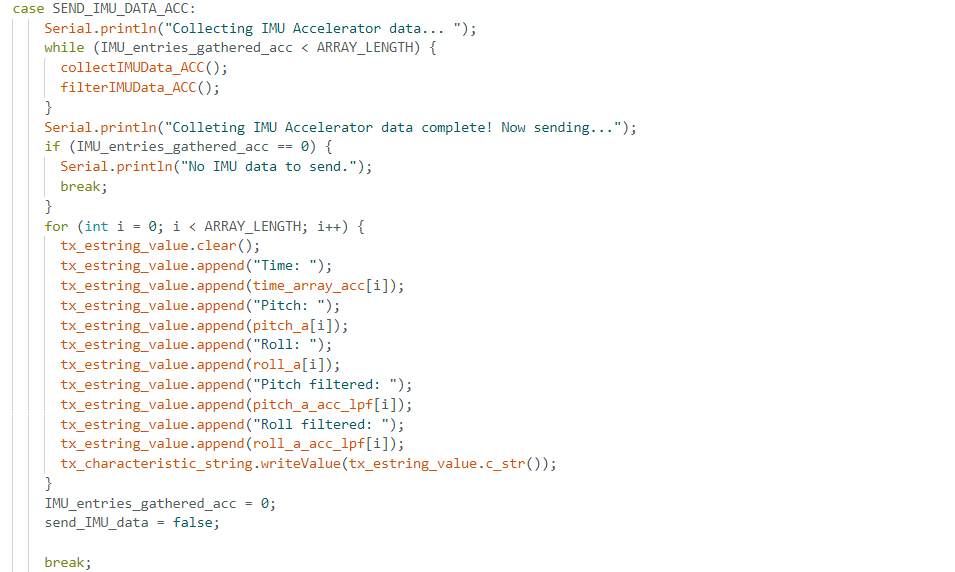 case SEND_IMU_DATA_ACC:
Serial.println("Collecting IMU Accelerator data... ");
while (IMU_entries_gathered_acc < ARRAY_LENGTH) {
collectIMUData_ACC();
filterIMUData_ACC();
}
Serial.println("Colleting IMU Accelerator data complete! Now sending...");
if (IMU_entries_gathered_acc == 0) {
Serial.println("No IMU data to send.");
break;
}
for (int i = 0; i < ARRAY_LENGTH; i++) {
tx_estring_value.clear();
tx_estring_value.append("Time: ");
tx_estring_value.append(time_array_acc[i]);
tx_estring_value.append("Pitch: ");
tx_estring_value.append(pitch_a[i]);
tx_estring_value.append("Roll: ");
tx_estring_value.append(roll_a[i]);
tx_estring_value.append("Pitch filtered: ");
tx_estring_value.append(pitch_a_acc_lpf[i]);
tx_estring_value.append("Roll filtered: ");
tx_estring_value.append(roll_a_acc_lpf[i]);
tx_characteristic_string.writeValue(tx_estring_value.c_str());
}
IMU_entries_gathered_acc = 0;
send_IMU_data = false;
break;